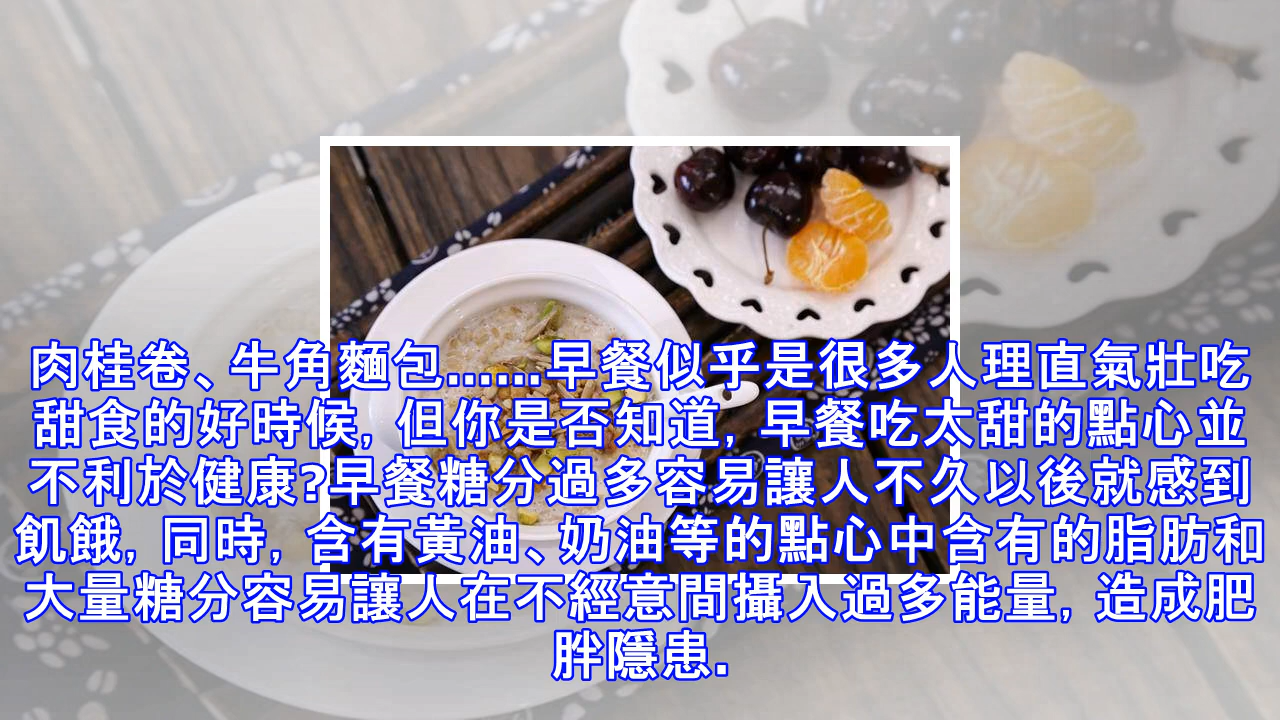 肉桂卷、牛角麵包......早餐似乎是很多人理直氣壯吃
甜食的好時候, 但你是否知道, 早餐吃太甜的點心並
不利於健康?早餐糖分過多容易讓人不久以後就感到
飢餓, 同時, 含有黃油、奶油等的點心中含有的脂肪和
大量糖分容易讓人在不經意間攝入過多能量, 造成肥
胖隱患.